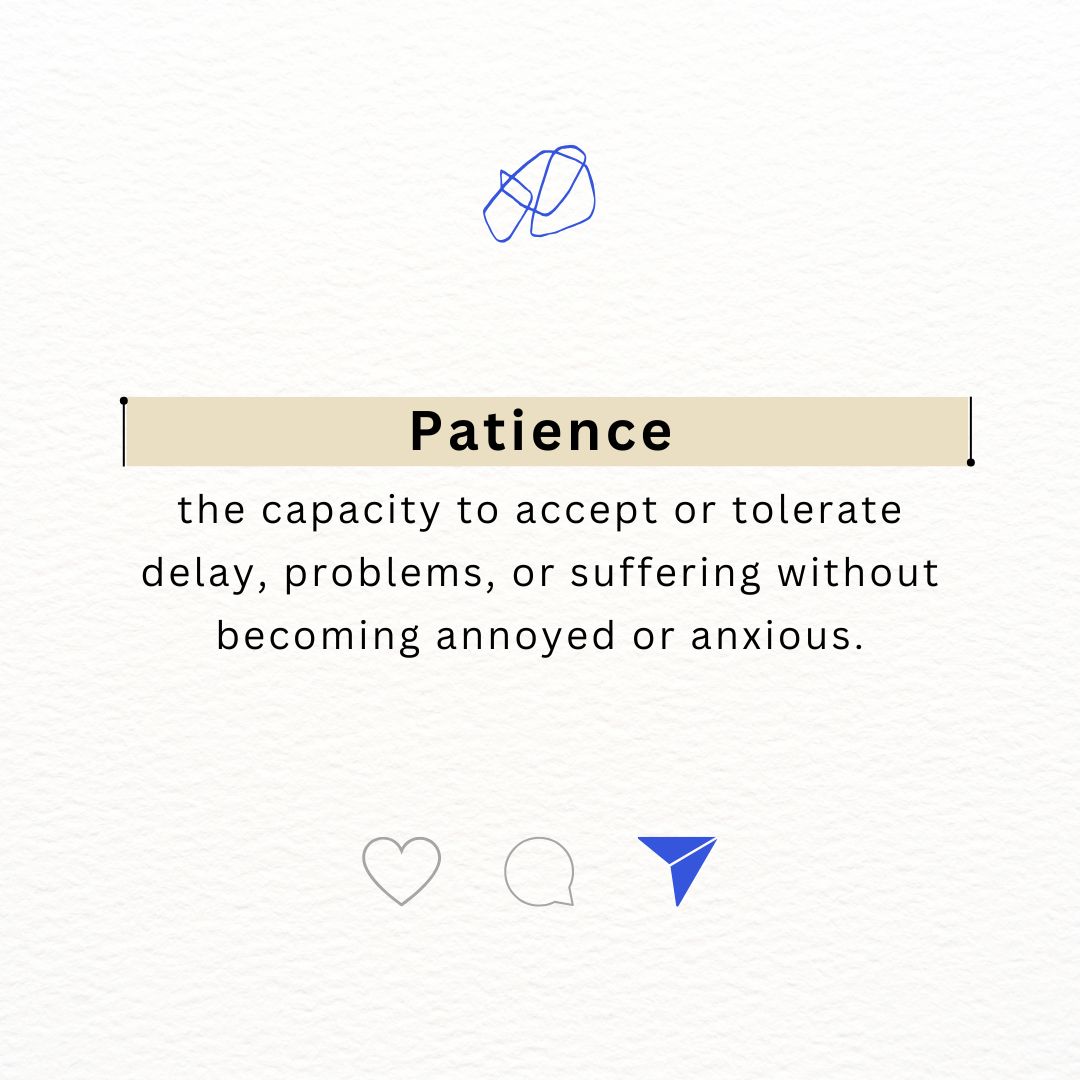 Patience
the capacity to accept or tolerate
delay, problems, or suffering without
becoming annoyed or anxious.